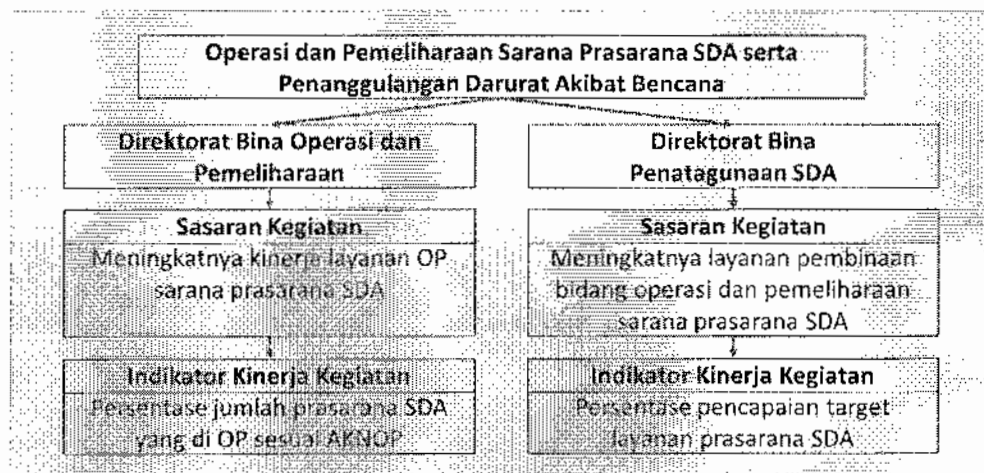 Operasi dan Pemeliharaan Sarana Prasarana SDA serta
Penanggulangan Darurat Akibat Bencana
Direktorat Bina Operasi dan
Pemeliharaan
Sasaran Kegiatan
Meningkatnya kinerja layanan OP
sarana prasarana SDA
Indikator Kinerja Kegiatan
Persentase jumlah prasarana SDA
yang di OP sesuai AKNOP
Direktorat Bina
Penatagunaan SDA
Sasaran Kegiatan
Meningkatnya layanan pembinaan
bidang operasi dan pemeliharaan
sarana prasarana SDA
Indikator Kinerja Kegiatan
Persentase pencapaian target
layanan prasarana SDA